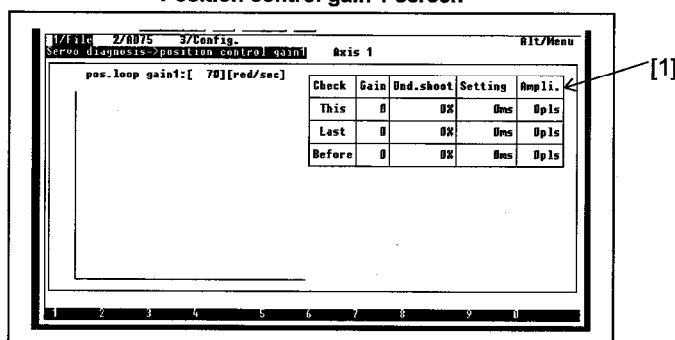 Position control gain 1 screen
1/File 2/A075 3/Config. Alt/Menu
Servo diagnosis->position control gain1 Axis 1
pos.loop gain1:[ 70][red/sec]
Check Gain Und.shoot Setting Ampli.
This 0 0% 0ms 0pls
Last 0 0% 0ms 0pls
Before 0 0% 0ms 0pls
[1]
1 2 3 4 5 6 7 8 9 0